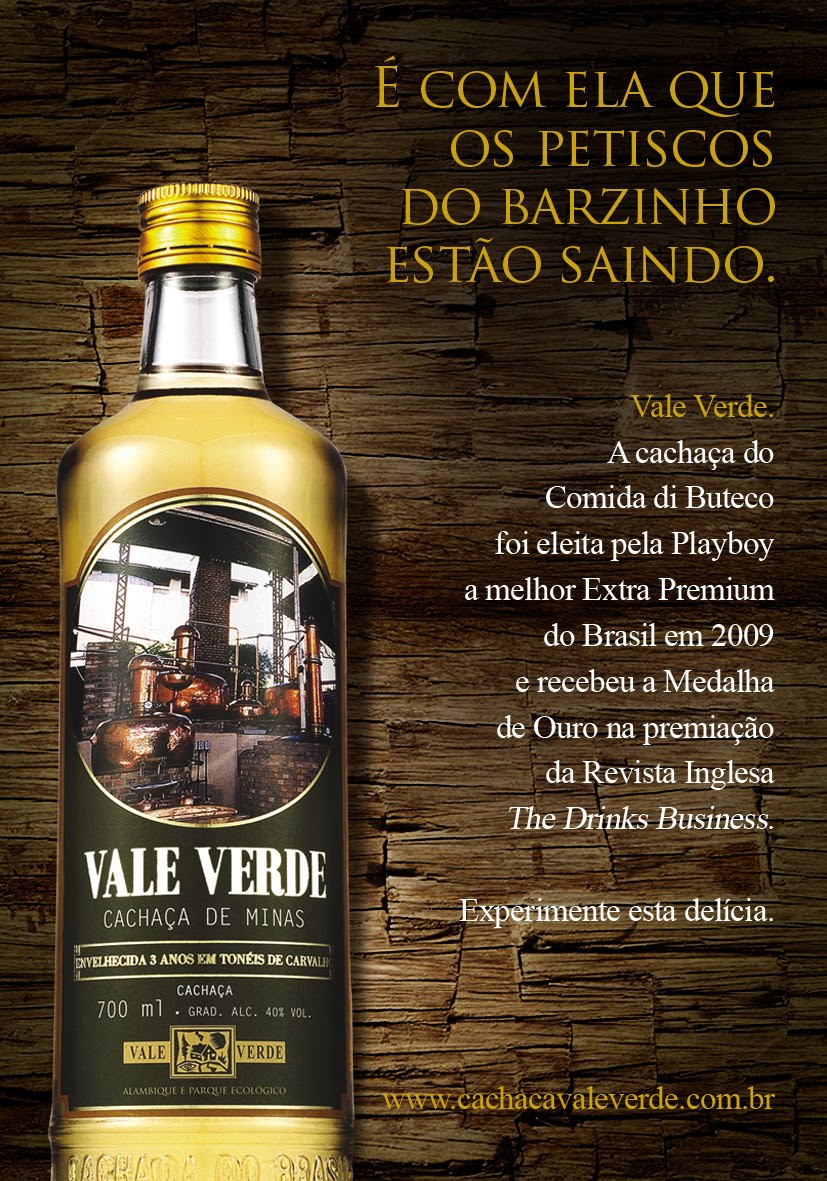 É COM ELA QUE
OS PETISCOS
DO BARZINHO
ESTÃO SAINDO.
Vale Verde.
A cachaça do
Comida di Buteco
foi eleita pela Playboy
a melhor Extra Premium
do Brasil em 2009
e recebeu a Medalha
de Ouro na premiação
da Revista Inglesa
The Drinks Business.
Experimente esta delícia.
www.cachacavaleverde.com.br
VALE VERDE
CACHAÇA DE MINAS
ENVELHECIDA 3 ANOS EM TONÉIS DE CARVALHO
CACHAÇA
700 ml • GRAD. ALC. 40% VOL.
VALE VERDE
ALAMBIQUE E PARQUE ECOLÓGICO